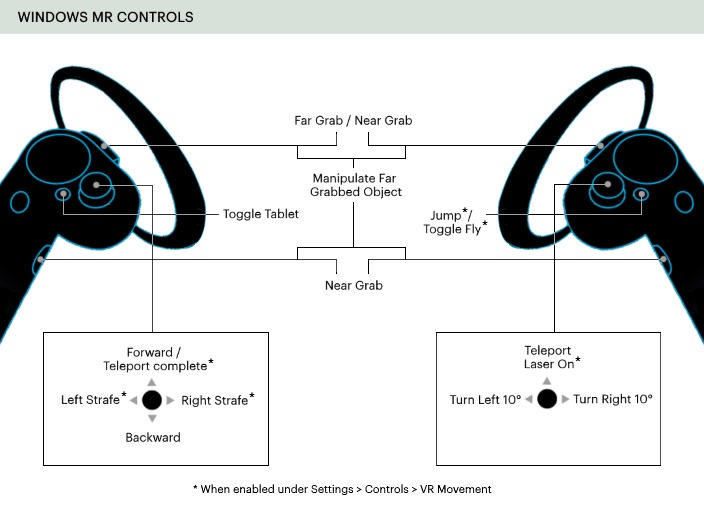 WINDOWS MR CONTROLS
Far Grab / Near Grab
Manipulate Far
Grabbed Object
Toggle Tablet
Jump*/
Toggle Fly*
Near Grab
Forward /
Teleport complete*
Left Strafe*
Right Strafe*
Backward
Teleport
Laser On*
Turn Left 10°
Turn Right 10°
* When enabled under Settings > Controls > VR Movement